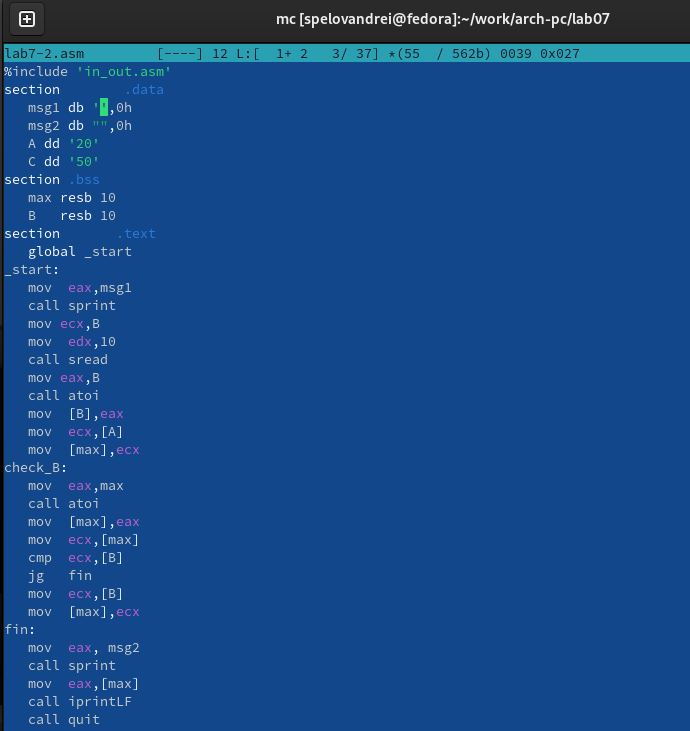 mc [spelovandrei@fedora]:~/work/arch-pc/lab07
lab7-2.asm         [----] 12 L:[  1+ 2   3/ 37] *(55  / 562b) 0039 0x027
%include 'in_out.asm'
section        .data
   msg1 db '',0h
   msg2 db "",0h
   A dd '20'
   C dd '50'
section .bss
   max resb 10
   B   resb 10
section       .text
   global _start
_start:
   mov  eax,msg1
   call sprint
   mov ecx,B
   mov  edx,10
   call sread
   mov eax,B
   call atoi
   mov  [B],eax
   mov  ecx,[A]
   mov  [max],ecx
check_B:
   mov  eax,max
   call atoi
   mov  [max],eax
   mov  ecx,[max]
   cmp  ecx,[B]
   jg   fin
   mov  ecx,[B]
   mov  [max],ecx
fin:
   mov  eax, msg2
   call sprint
   mov  eax,[max]
   call iprintLF
   call quit